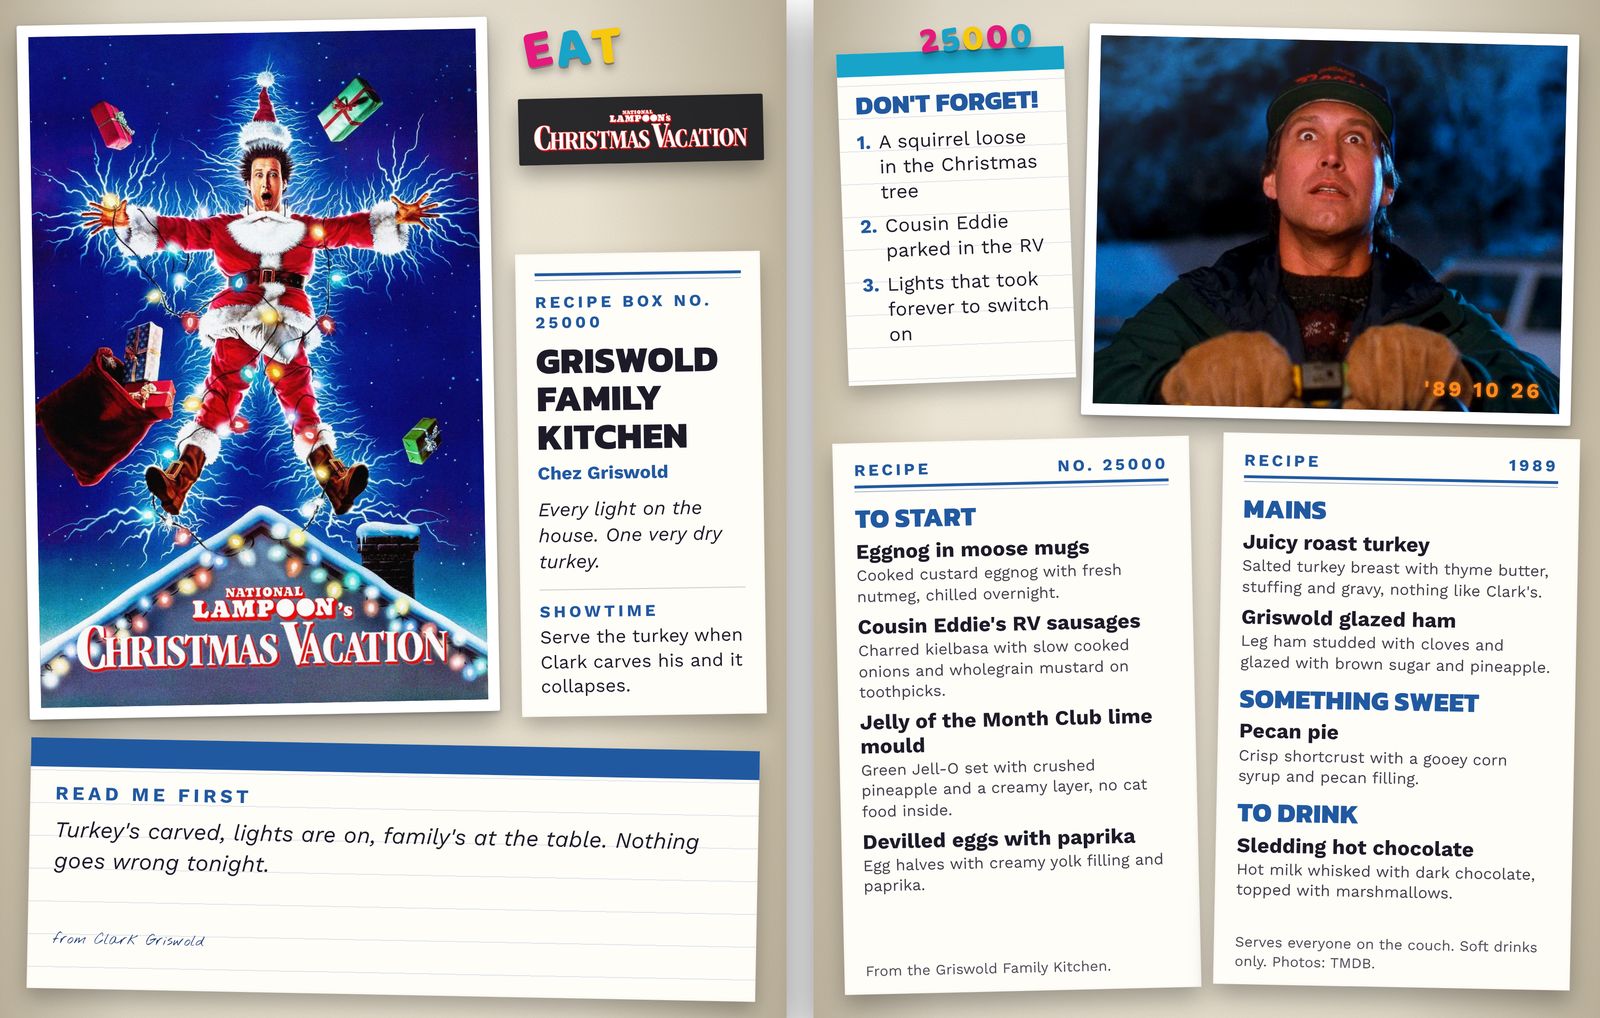 EAT
NATIONAL
LAMPOON's
CHRISTMAS VACATION
RECIPE BOX NO.
25000
GRISWOLD
FAMILY
KITCHEN
Chez Griswold
Every light on the
house. One very dry
turkey.
SHOWTIME
Serve the turkey when
Clark carves his and it
collapses.
NATIONAL
LAMPOON's
CHRISTMAS VACATION
READ ME FIRST
Turkey's carved, lights are on, family's at the table. Nothing
goes wrong tonight.
from Clark Griswold
25000
DON'T FORGET!
1. A squirrel loose
in the Christmas
tree
2. Cousin Eddie
parked in the RV
3. Lights that took
forever to switch
on
'89 10 26
RECIPE NO. 25000
TO START
Eggnog in moose mugs
Cooked custard eggnog with fresh
nutmeg, chilled overnight.
Cousin Eddie's RV sausages
Charred kielbasa with slow cooked
onions and wholegrain mustard on
toothpicks.
Jelly of the Month Club lime
mould
Green Jell-O set with crushed
pineapple and a creamy layer, no cat
food inside.
Devilled eggs with paprika
Egg halves with creamy yolk filling and
paprika.
From the Griswold Family Kitchen.
RECIPE 1989
MAINS
Juicy roast turkey
Salted turkey breast with thyme butter,
stuffing and gravy, nothing like Clark's.
Griswold glazed ham
Leg ham studded with cloves and
glazed with brown sugar and pineapple.
SOMETHING SWEET
Pecan pie
Crisp shortcrust with a gooey corn
syrup and pecan filling.
TO DRINK
Sledding hot chocolate
Hot milk whisked with dark chocolate,
topped with marshmallows.
Serves everyone on the couch. Soft drinks
only. Photos: TMDB.